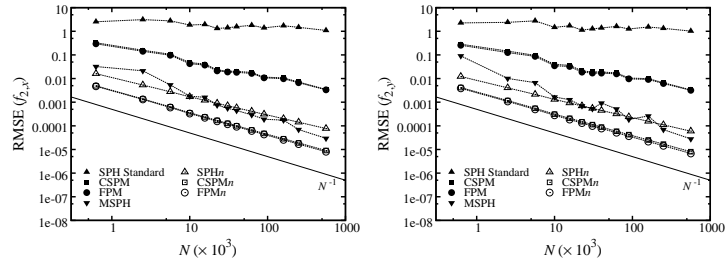 10
1
0.1
0.01
0.001
0.0001
1e-05
1e-06
1e-07
1e-08
RMSE (f2,x)
SPH Standard
CSPM
FPM
MSPH
SPHn
CSPMn
FPMn
N⁻¹
1 10 100 1000
N (× 10³)
10
1
0.1
0.01
0.001
0.0001
1e-05
1e-06
1e-07
1e-08
RMSE (f2,y)
SPH Standard
CSPM
FPM
MSPH
SPHn
CSPMn
FPMn
N⁻¹
1 10 100 1000
N (× 10³)